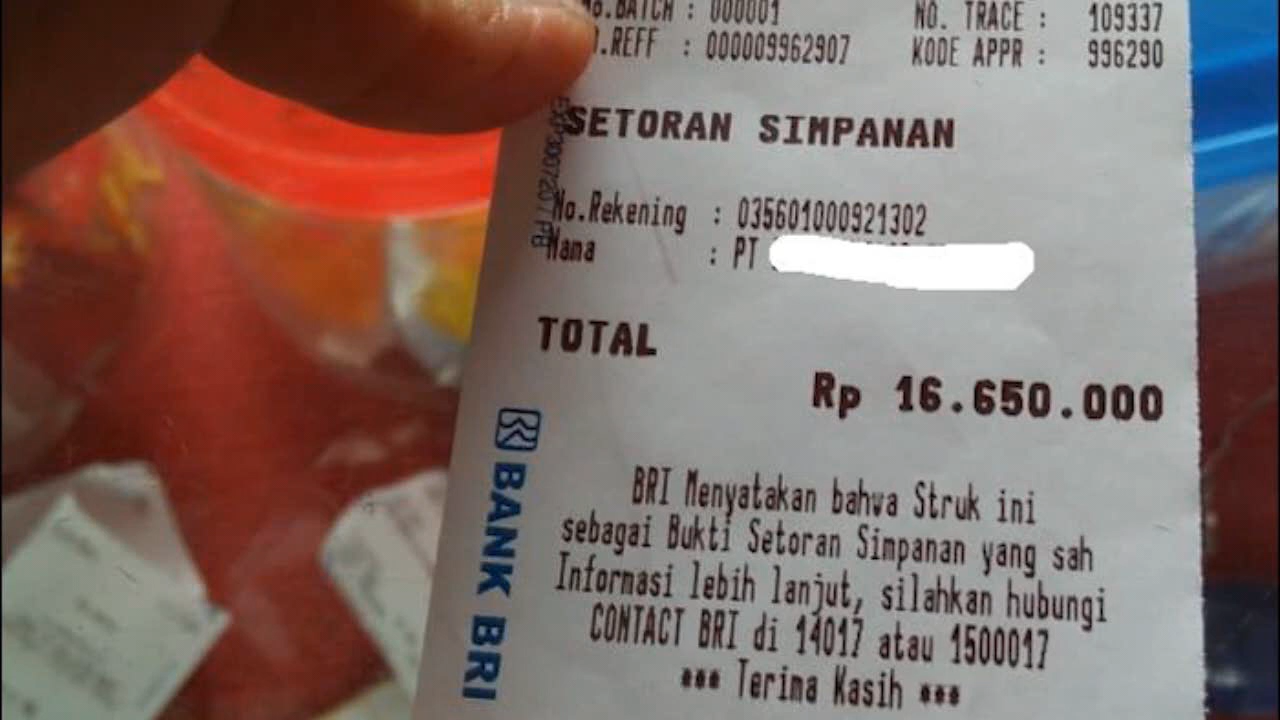 .BATCH : 000001 NO. TRACE : 109337
.REFF : 000009962907 KODE APPR : 996290
SETORAN SIMPANAN
No.Rekening : 035601000921302
Nama : PT
TOTAL
Rp 16.650.000
BRI Menyatakan bahwa Struk ini
sebagai Bukti Setoran Simpanan yang sah
Informasi lebih lanjut, silahkan hubungi
CONTACT BRI di 14017 atau 1500017
*** Terima Kasih ***
BANK BRI